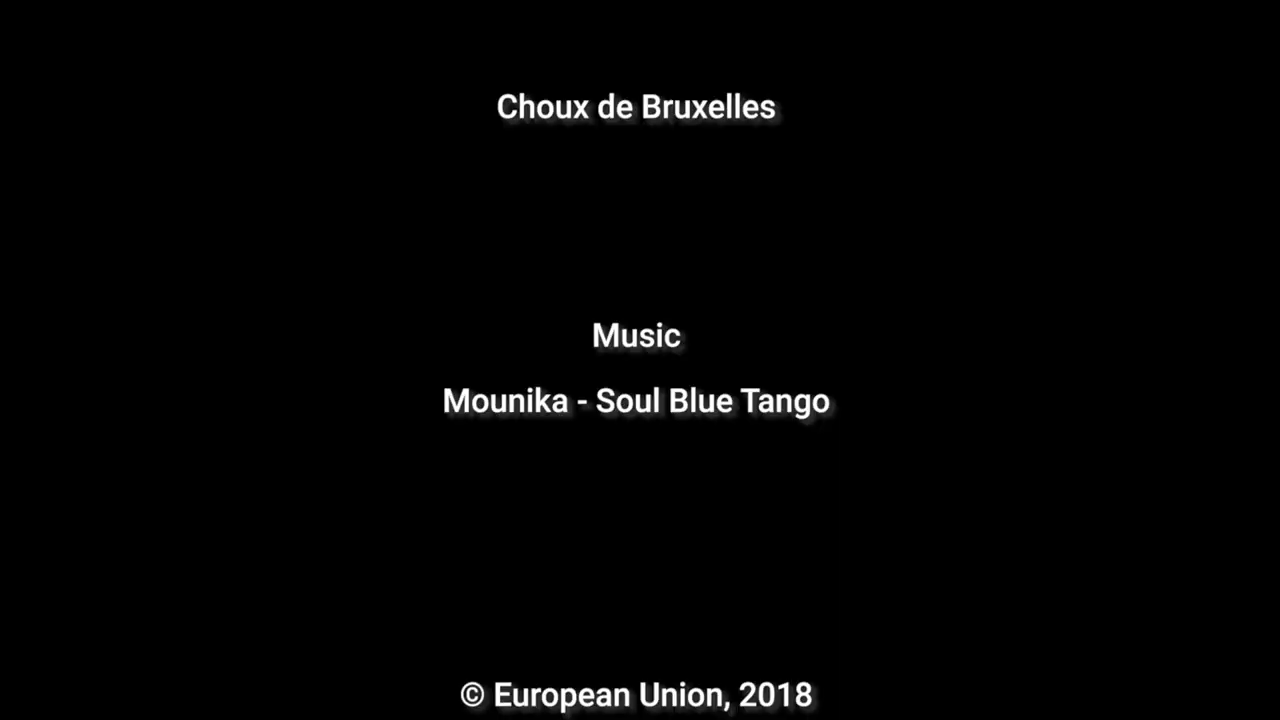 Choux de Bruxelles
Music
Mounika - Soul Blue Tango
© European Union, 2018